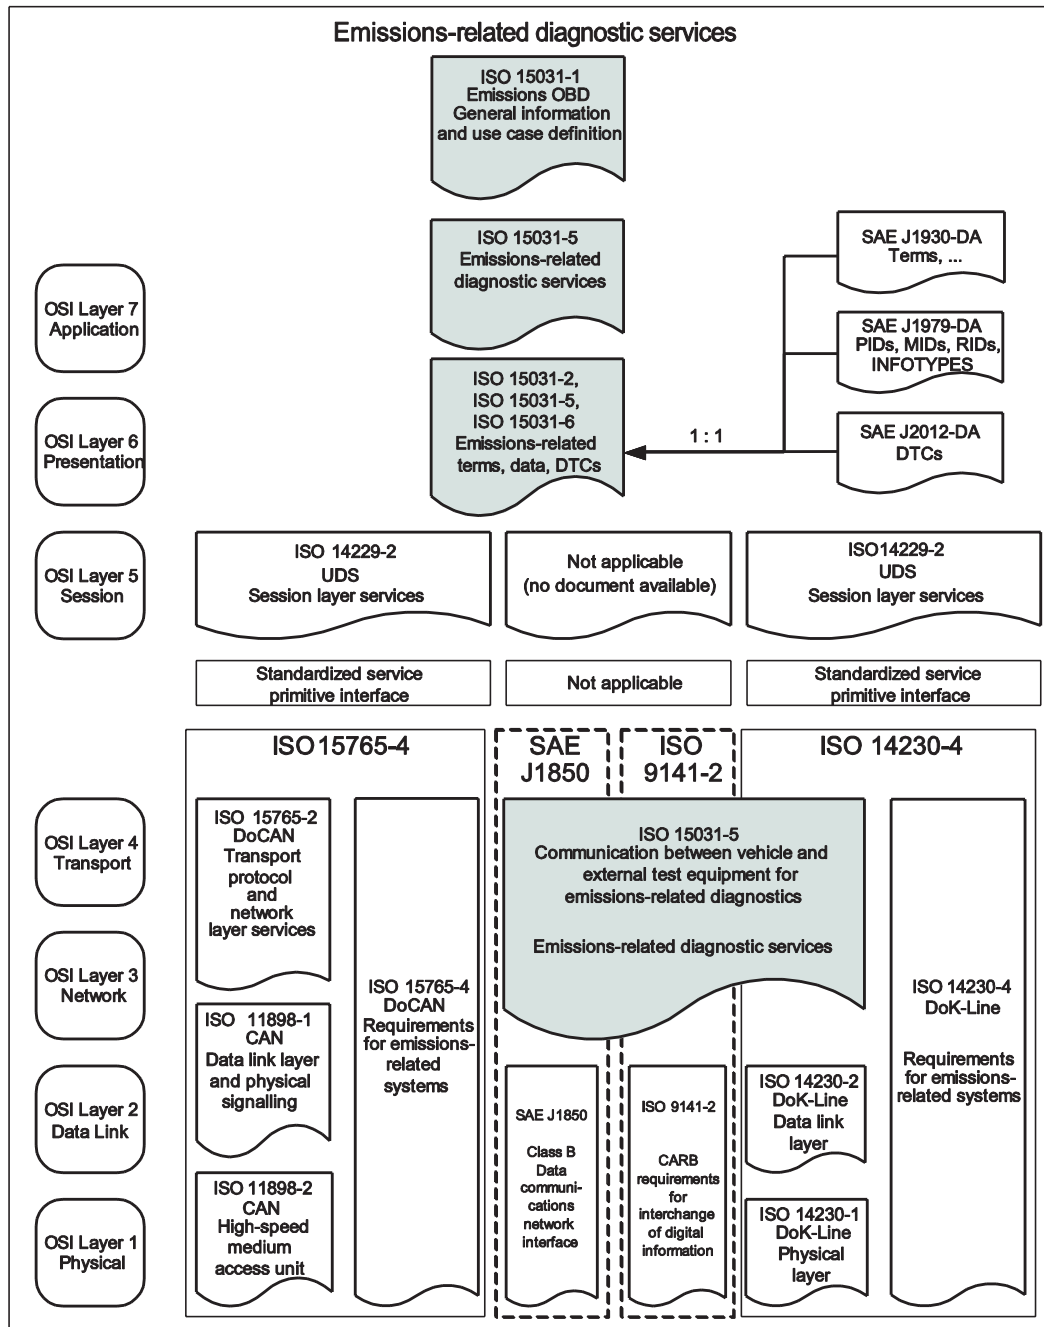 Emissions-related diagnostic services
ISO 15031-1
Emissions OBD
General information
and use case definition
ISO 15031-5
Emissions-related
diagnostic services
SAE J1930-DA
Terms, ...
OSI Layer 7
Application
SAE J1979-DA
PIDs, MIDs, RIDs,
INFOTYPES
ISO 15031-2,
ISO 15031-5,
ISO 15031-6
Emissions-related
terms, data, DTCs
1 : 1
SAE J2012-DA
DTCs
OSI Layer 6
Presentation
OSI Layer 5
Session
ISO 14229-2
UDS
Session layer services
Not applicable
(no document available)
ISO14229-2
UDS
Session layer services
Standardized service
primitive interface
Not applicable
Standardized service
primitive interface
ISO 15765-4
SAE
J1850
ISO
9141-2
ISO 14230-4
OSI Layer 4
Transport
ISO 15765-2
DoCAN
Transport
protocol
and
network
layer services
ISO 15031-5
Communication between vehicle and
external test equipment for
emissions-related diagnostics
Emissions-related diagnostic services
OSI Layer 3
Network
ISO 15765-4
DoCAN
Requirements
for emissions-
related
systems
ISO 14230-4
DoK-Line
Requirements
for emissions-
related systems
ISO 11898-1
CAN
Data link layer
and physical
signalling
OSI Layer 2
Data Link
SAE J1850
Class B
Data
communi-
cations
network
interface
ISO 9141-2
CARB
requirements
for
interchange
of digital
information
ISO 14230-2
DoK-Line
Data link
layer
OSI Layer 1
Physical
ISO 11898-2
CAN
High-speed
medium
access unit
ISO 14230-1
DoK-Line
Physical
layer